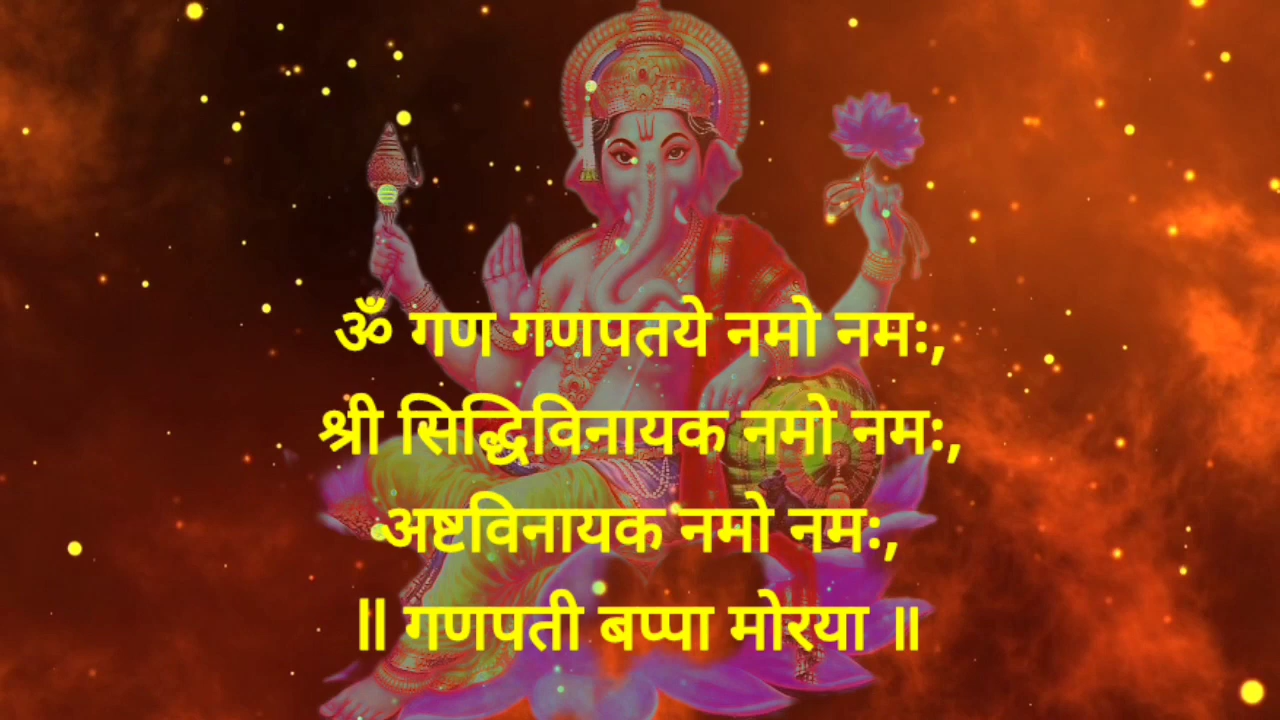 ॐ गण गणपतये नमो नमः,
श्री सिद्धिविनायक नमो नमः,
अष्टविनायक नमो नमः,
॥ गणपती बप्पा मोरया ॥